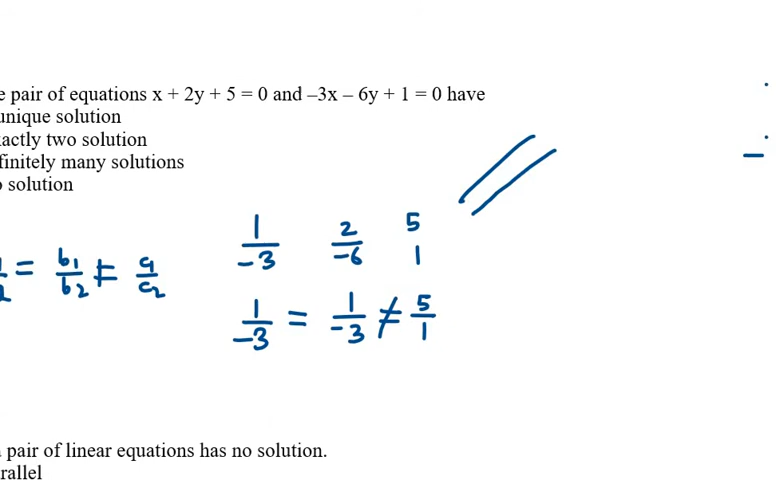 e pair of equations x + 2y + 5 = 0 and –3x – 6y + 1 = 0 have
unique solution
actly two solution
finitely many solutions
o solution
1/-3 2/-6 5 1
= b1/b2 ≠ c1/c2
1/-3 = 1/-3 ≠ 5/1
pair of linear equations has no solution.
rallel